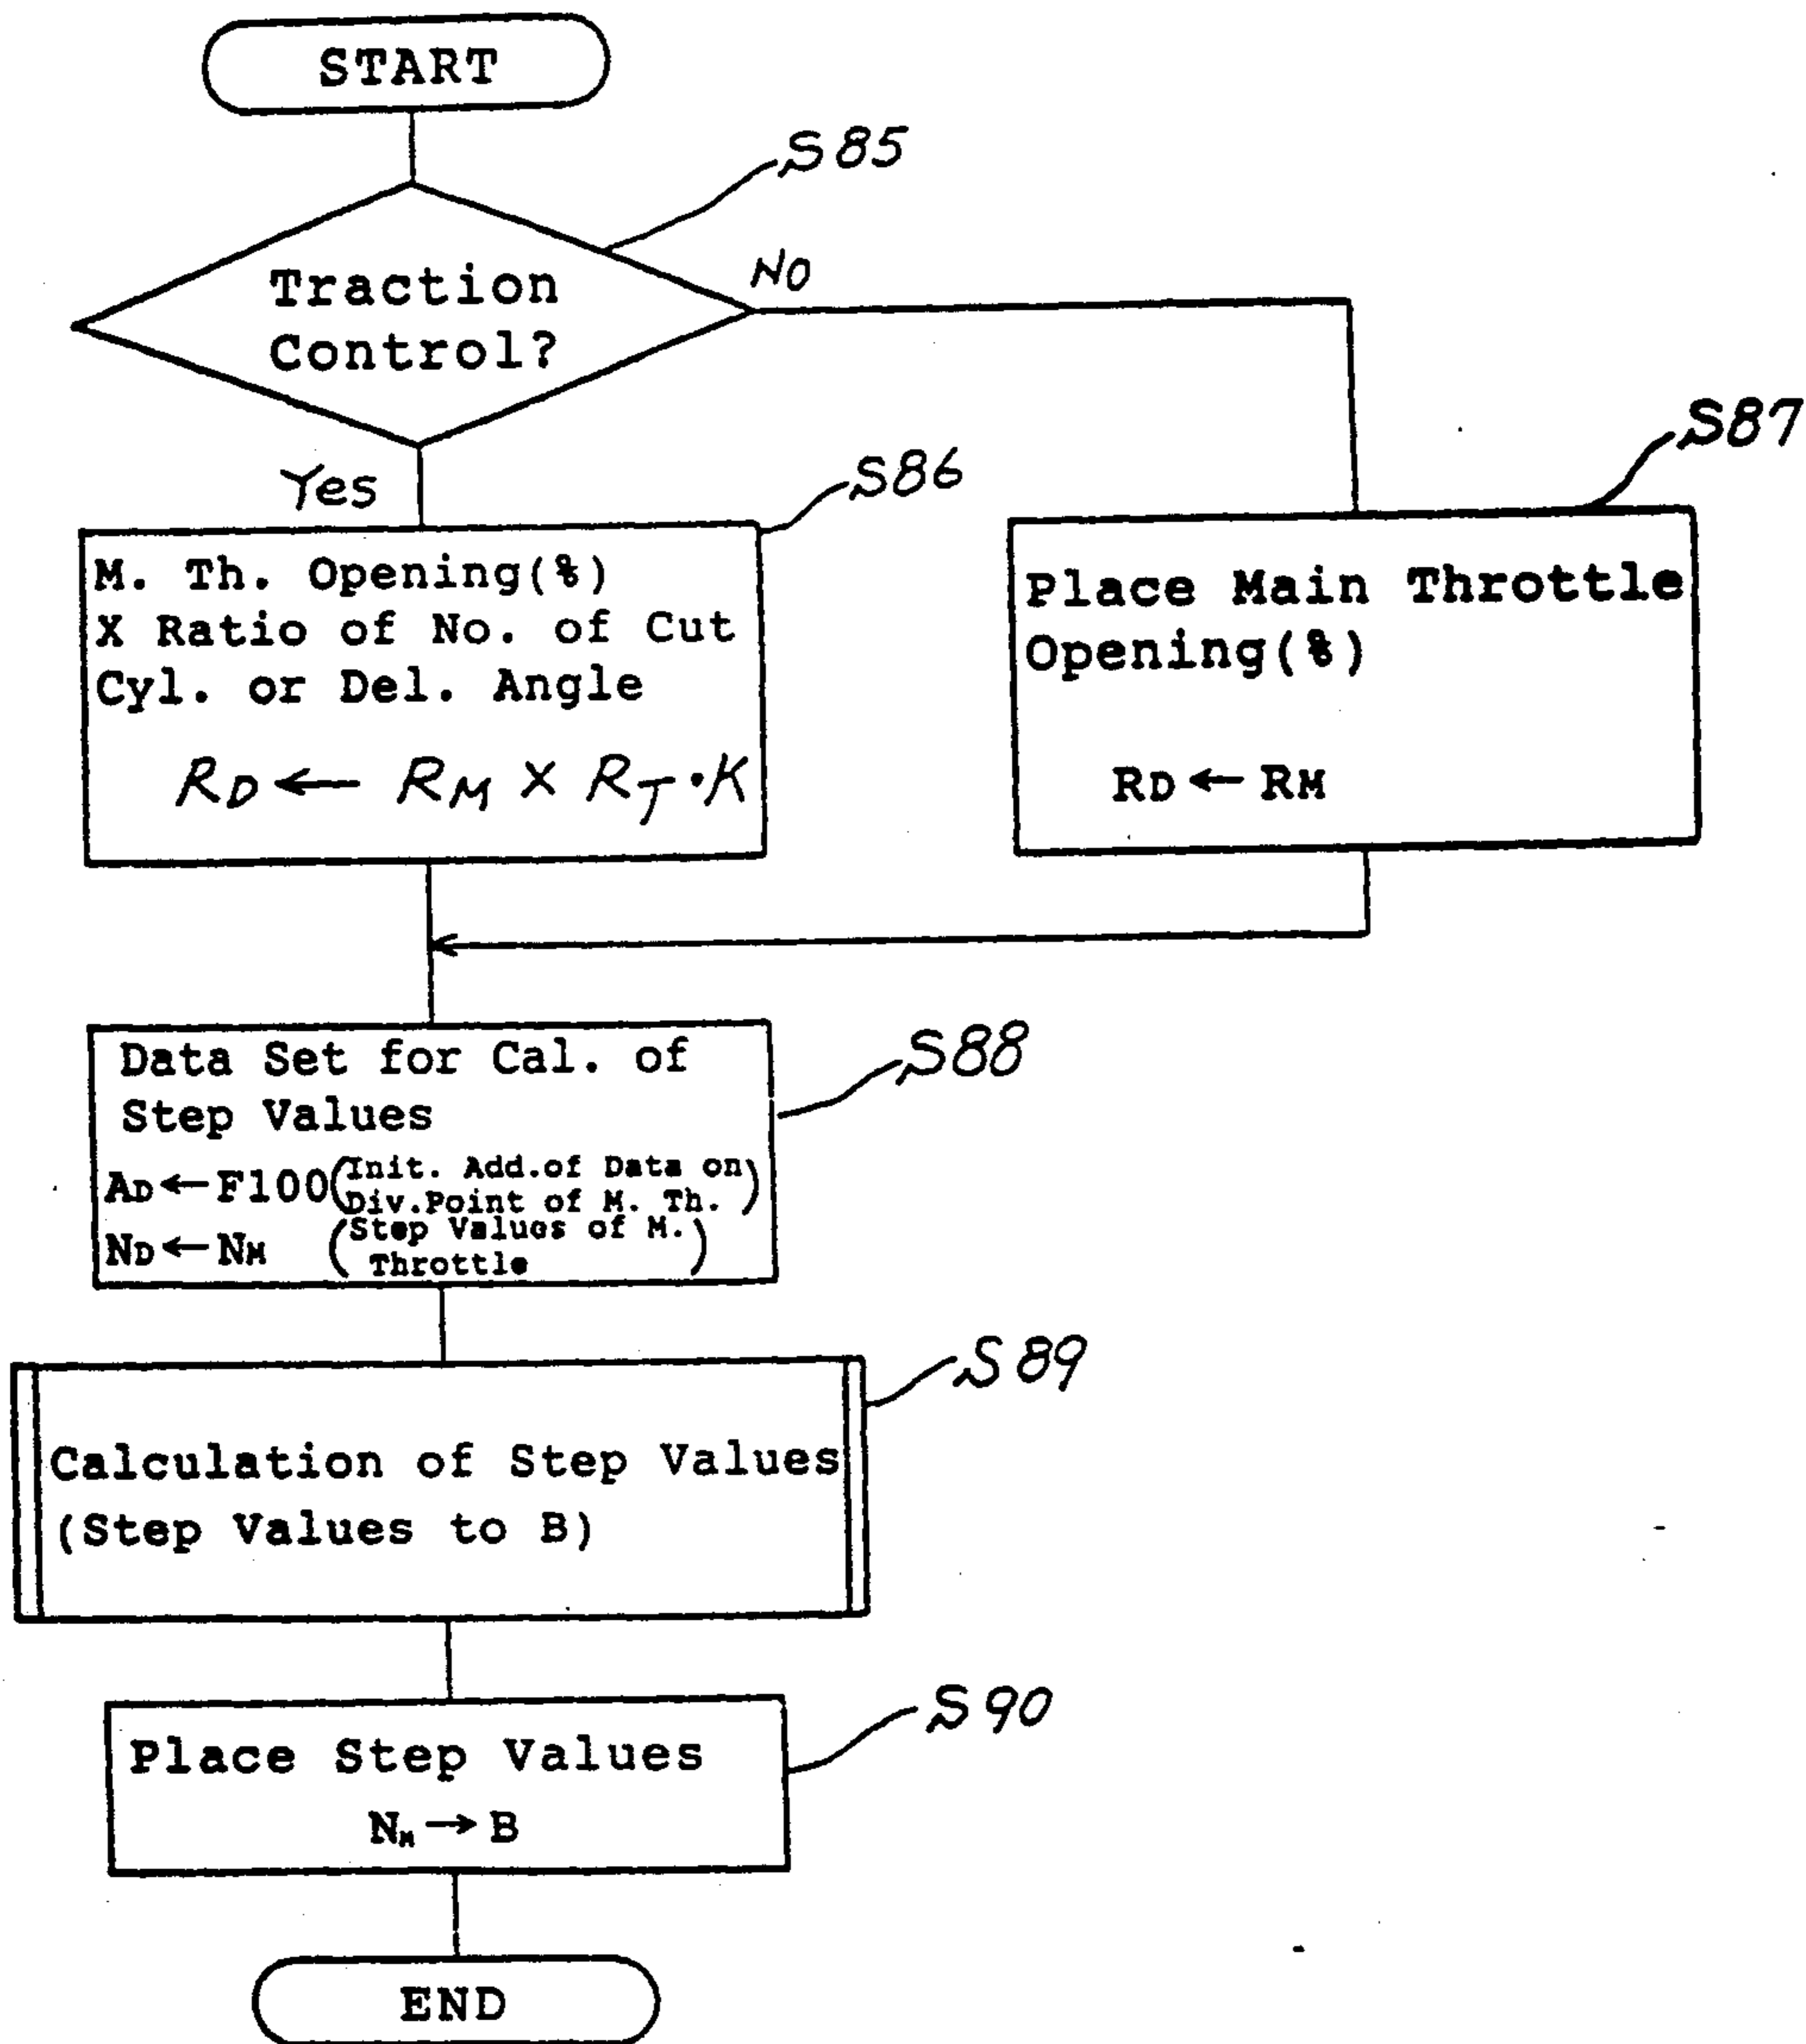 START
S85
Traction
Control?
NO
Yes
S86
M. Th. Opening(%)
X Ratio of No. of Cut
Cyl. or Del. Angle
RD ← RM X RT·K
S87
Place Main Throttle
Opening(%)
RD ← RM
S88
Data Set for Cal. of
Step Values
AD ← F100 (Init. Add. of Data on
Div. Point of M. Th.)
ND ← NM (Step Values of M.
Throttle)
S89
Calculation of Step Values
(Step Values to B)
S90
Place Step Values
NM → B
END